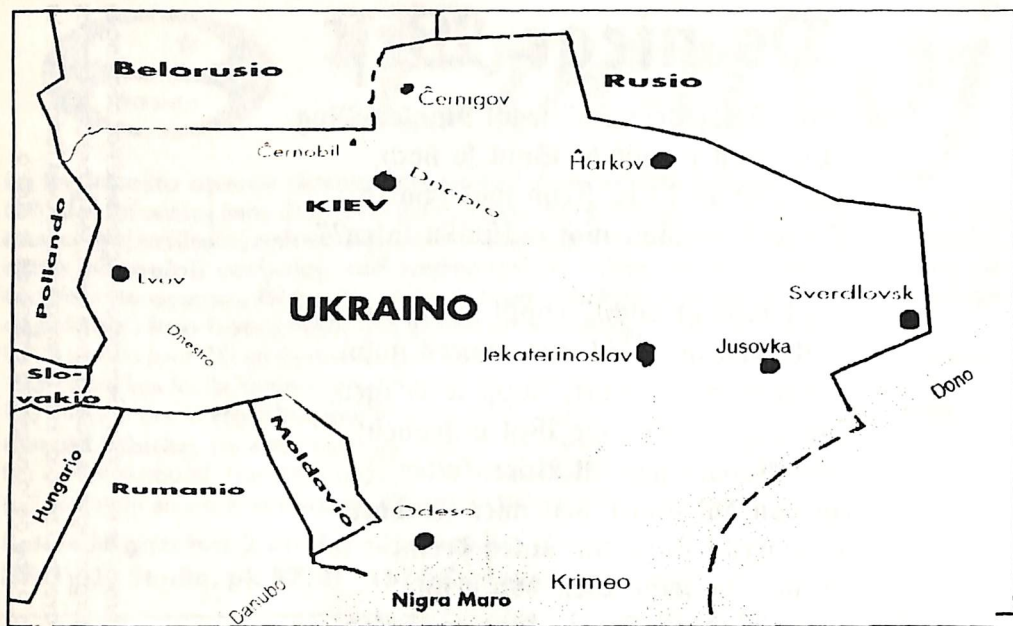 Belorusio
Rusio
Ĉernigov
Ĉernobil
Ĥarkov
Dnepro
KIEV
Pollando
Lvov
UKRAINO
Sverdlovsk
Dnestro
Jekaterinoslav
Jusovka
Slo-
vakio
Dono
Hungario
Rumanio
Moldavio
Odeso
Krimeo
Danubo
Nigra Maro